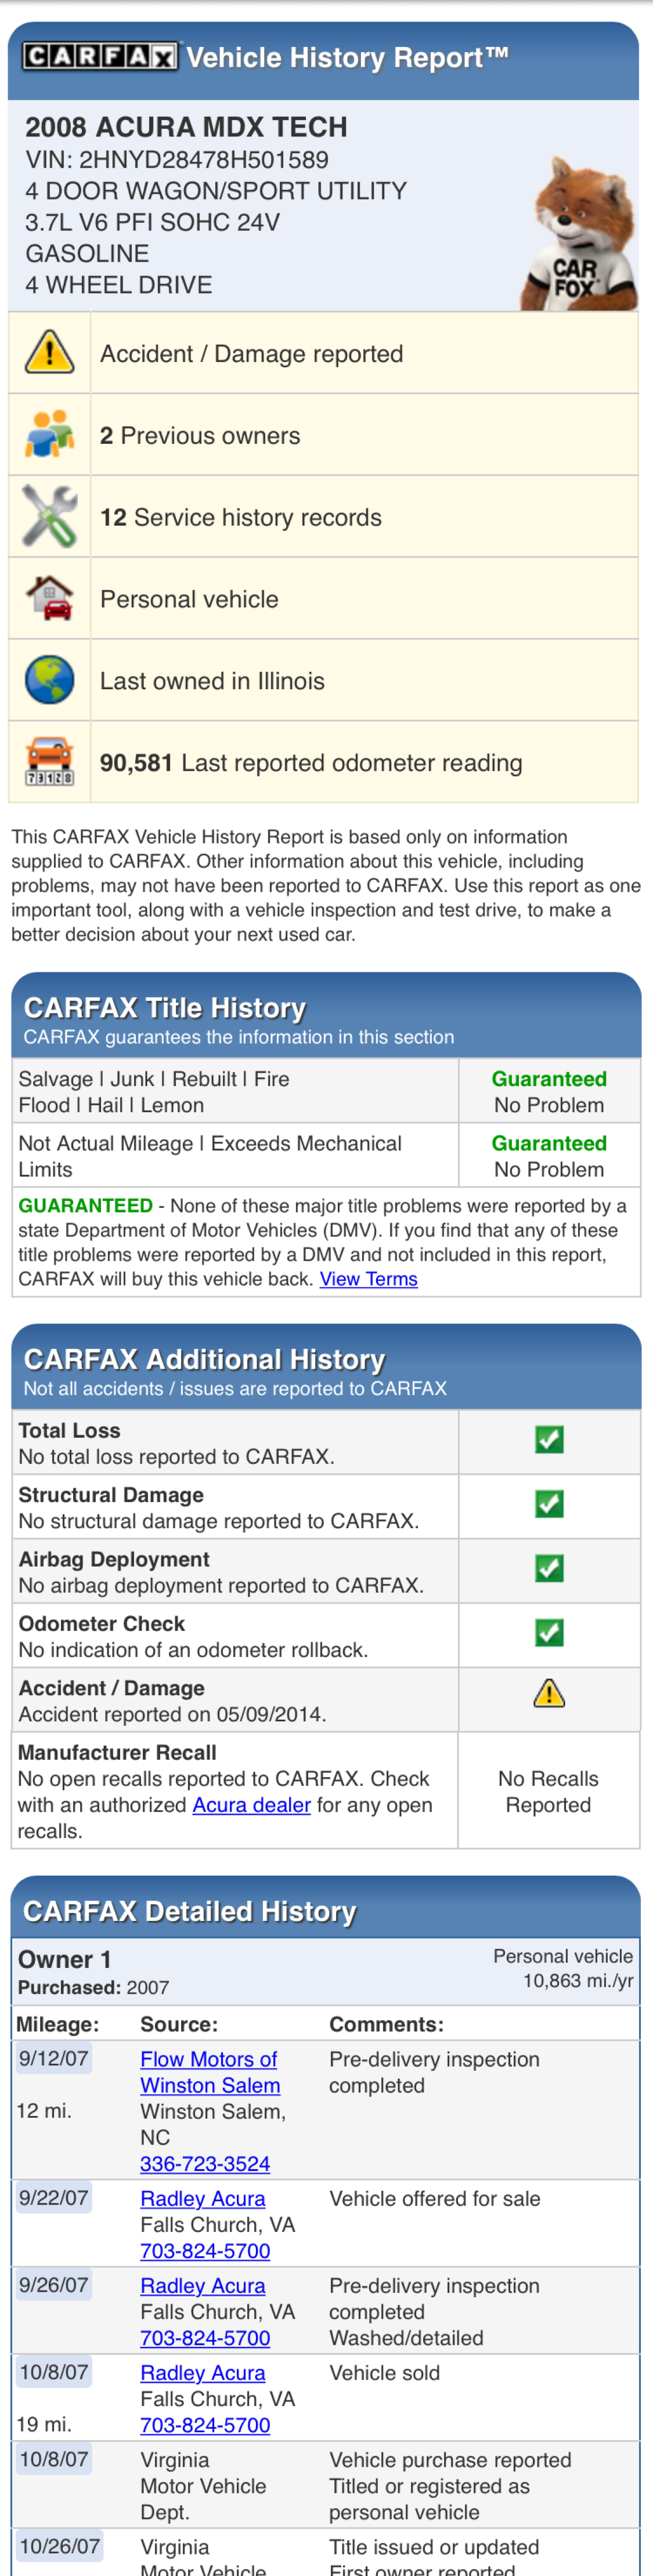 CARFAX Vehicle History Report™
2008 ACURA MDX TECH
VIN: 2HNYD28478H501589
4 DOOR WAGON/SPORT UTILITY
3.7L V6 PFI SOHC 24V
GASOLINE
4 WHEEL DRIVE
CAR
FOX
Accident / Damage reported
2 Previous owners
12 Service history records
Personal vehicle
Last owned in Illinois
73128
90,581 Last reported odometer reading
This CARFAX Vehicle History Report is based only on information
supplied to CARFAX. Other information about this vehicle, including
problems, may not have been reported to CARFAX. Use this report as one
important tool, along with a vehicle inspection and test drive, to make a
better decision about your next used car.
CARFAX Title History
CARFAX guarantees the information in this section
Salvage | Junk | Rebuilt | Fire
Flood | Hail | Lemon
Guaranteed
No Problem
Not Actual Mileage | Exceeds Mechanical
Limits
Guaranteed
No Problem
GUARANTEED - None of these major title problems were reported by a
state Department of Motor Vehicles (DMV). If you find that any of these
title problems were reported by a DMV and not included in this report,
CARFAX will buy this vehicle back. View Terms
CARFAX Additional History
Not all accidents / issues are reported to CARFAX
Total Loss
No total loss reported to CARFAX.
Structural Damage
No structural damage reported to CARFAX.
Airbag Deployment
No airbag deployment reported to CARFAX.
Odometer Check
No indication of an odometer rollback.
Accident / Damage
Accident reported on 05/09/2014.
Manufacturer Recall
No open recalls reported to CARFAX. Check
with an authorized Acura dealer for any open
recalls.
No Recalls
Reported
CARFAX Detailed History
Owner 1
Purchased: 2007
Personal vehicle
10,863 mi./yr
Mileage: Source: Comments:
9/12/07
12 mi.
Flow Motors of
Winston Salem
Winston Salem,
NC
336-723-3524
Pre-delivery inspection
completed
9/22/07
Radley Acura
Falls Church, VA
703-824-5700
Vehicle offered for sale
9/26/07
Radley Acura
Falls Church, VA
703-824-5700
Pre-delivery inspection
completed
Washed/detailed
10/8/07
19 mi.
Radley Acura
Falls Church, VA
703-824-5700
Vehicle sold
10/8/07
Virginia
Motor Vehicle
Dept.
Vehicle purchase reported
Titled or registered as
personal vehicle
10/26/07
Virginia
Motor Vehicle
Title issued or updated
First owner reported